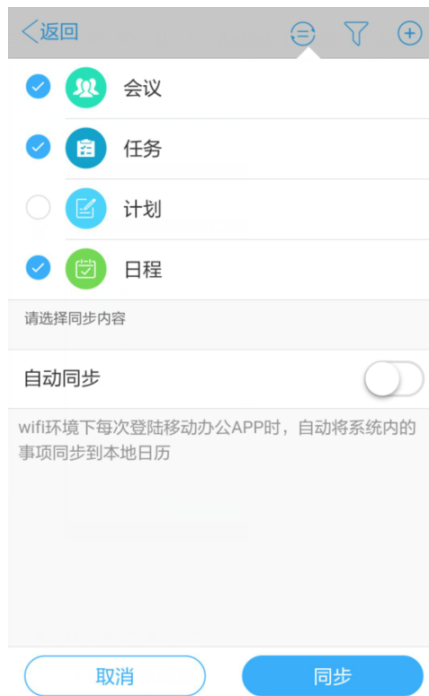 返回
会议
任务
计划
日程
请选择同步内容
自动同步
wifi环境下每次登陆移动办公APP时，自动将系统内的
事项同步到本地日历
取消
同步